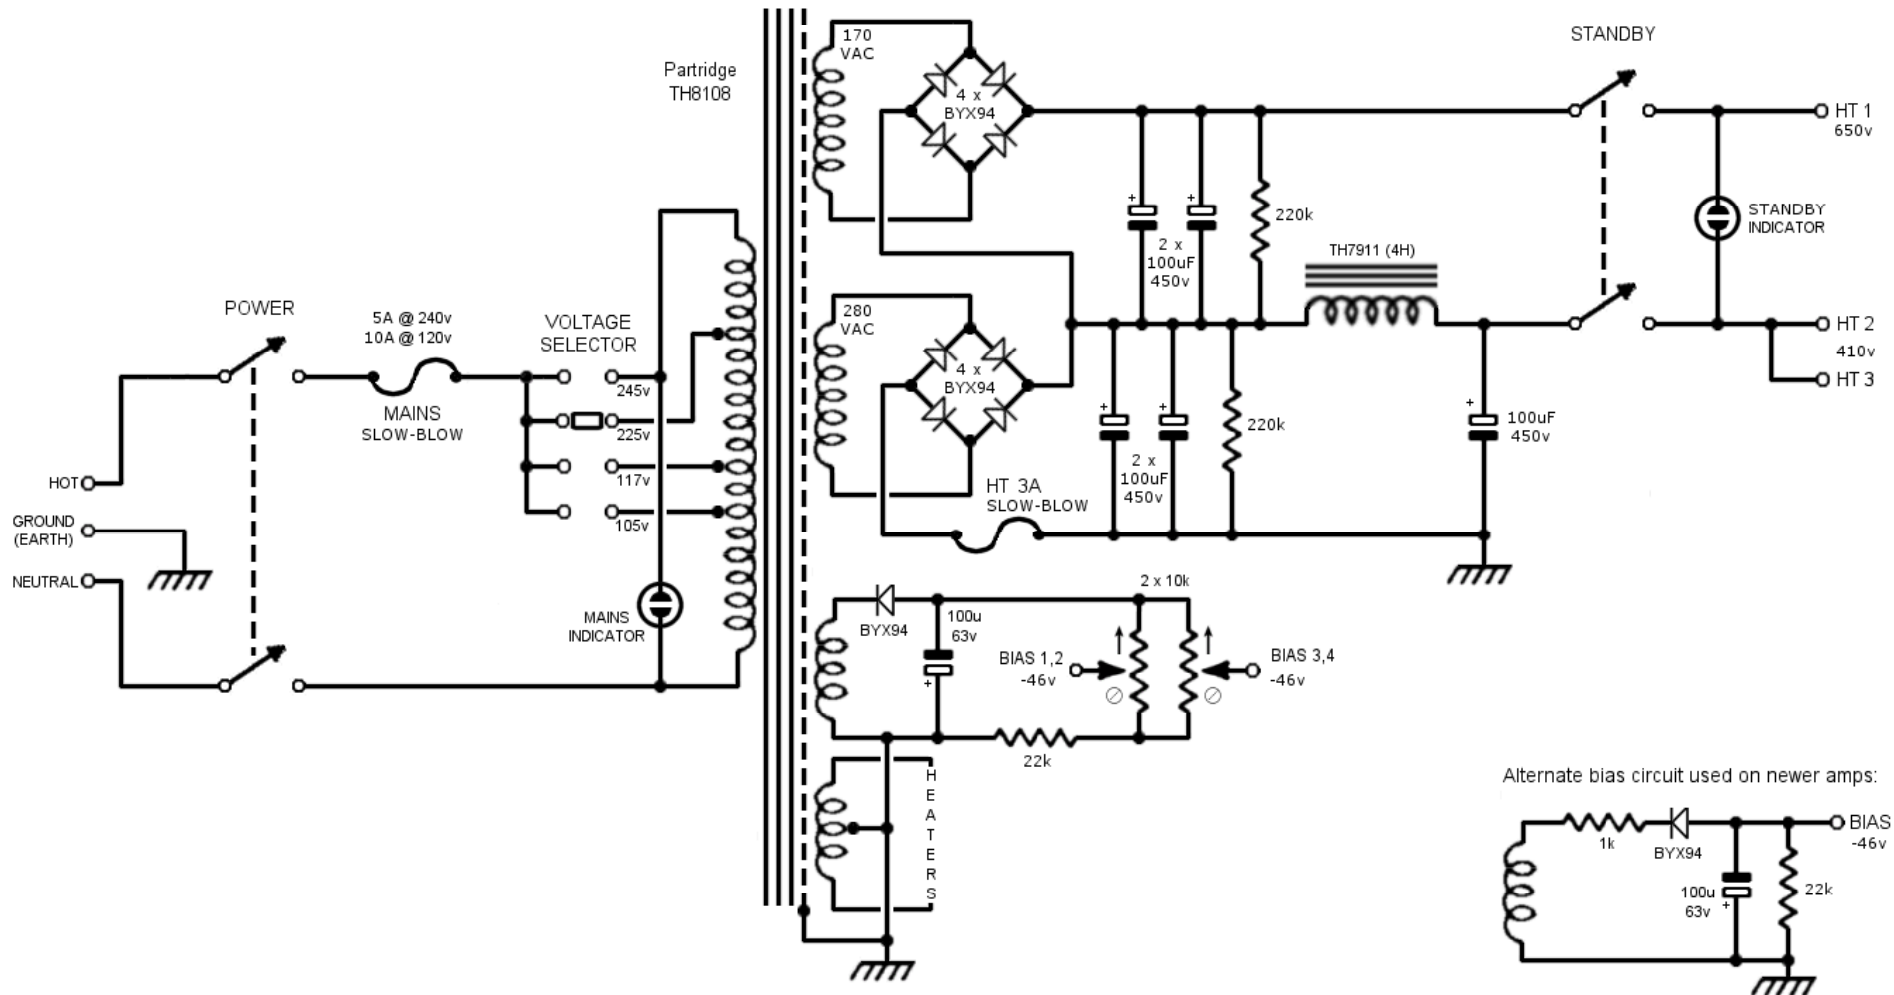 170
VAC
STANDBY
Partridge
TH8108
4 x
BYX94
HT 1
650v
220k
STANDBY
INDICATOR
2 x
100uF
450v
TH7911 (4H)
POWER
5A @ 240v
10A @ 120v
VOLTAGE
SELECTOR
280
VAC
HT 2
410v
HT 3
4 x
BYX94
245v
MAINS
SLOW-BLOW
225v
220k
100uF
450v
2 x
100uF
450v
117v
HOT
HT 3A
SLOW-BLOW
105v
GROUND
(EARTH)
NEUTRAL
2 x 10k
MAINS
INDICATOR
BYX94
100u
63v
BIAS 1,2
-46v
BIAS 3,4
-46v
22k
HEATERS
Alternate bias circuit used on newer amps:
1k
BYX94
BIAS
-46v
100u
63v
22k
+
+
+
+
+
+
+